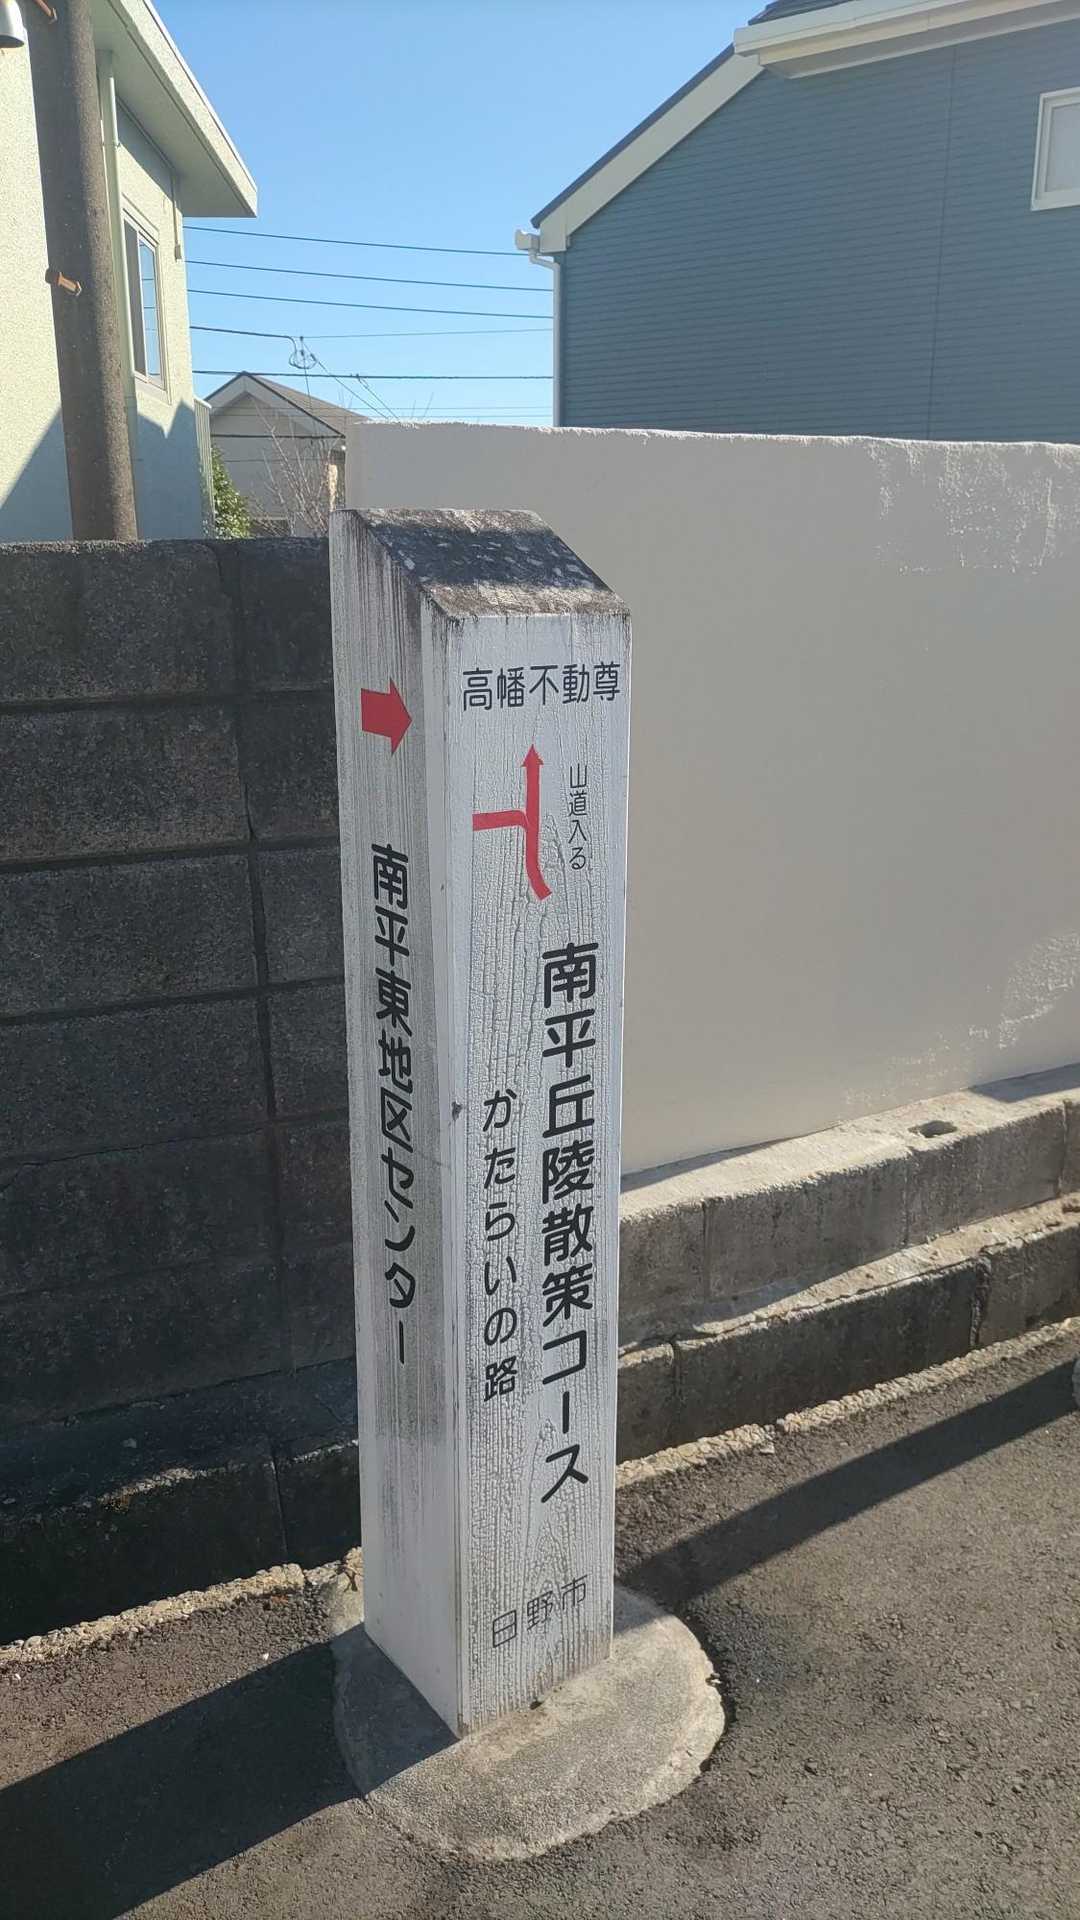 高幡不動尊
山道入る
南平丘陵散策コース
かたらいの路
日野市
南平東地区センター